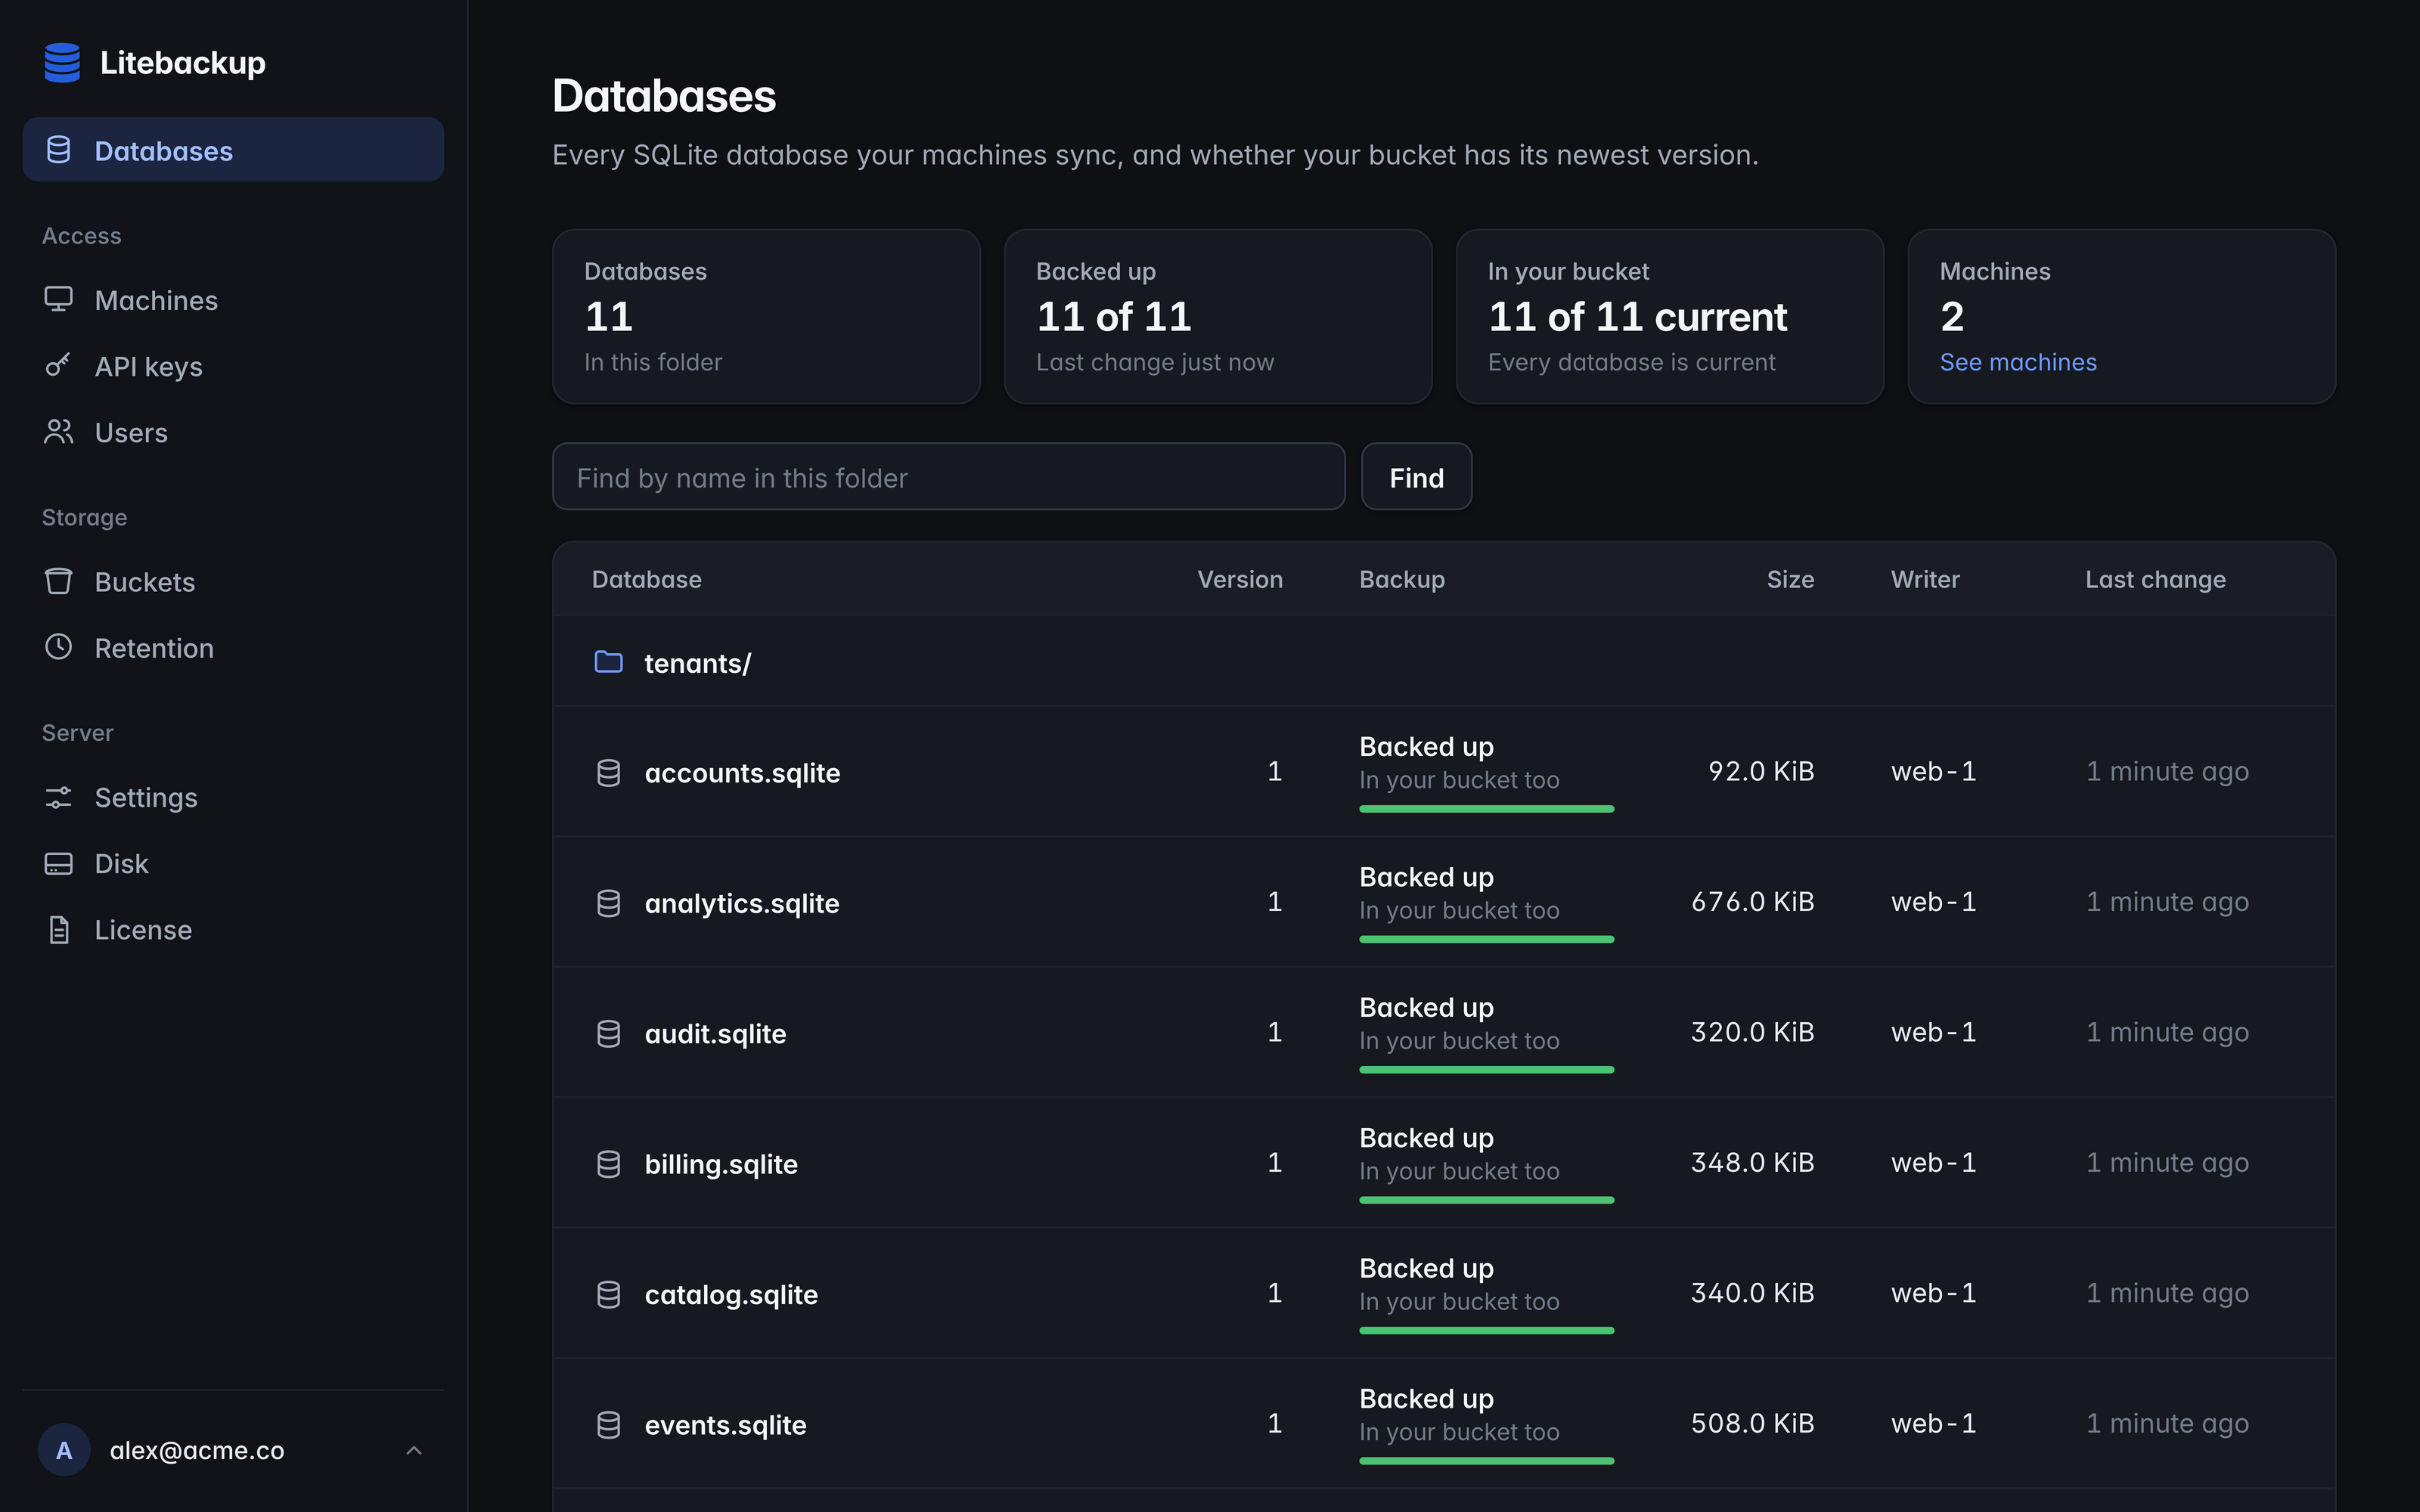 Litebackup
Databases
Access
Machines
API keys
Users
Storage
Buckets
Retention
Server
Settings
Disk
License
A
alex@acme.co
Databases
Every SQLite database your machines sync, and whether your bucket has its newest version.
Databases
11
In this folder
Backed up
11 of 11
Last change just now
In your bucket
11 of 11 current
Every database is current
Machines
2
See machines
Find by name in this folder
Find
Database Version Backup Size Writer Last change
tenants/
accounts.sqlite 1 Backed up 92.0 KiB web-1 1 minute ago
In your bucket too
analytics.sqlite 1 Backed up 676.0 KiB web-1 1 minute ago
In your bucket too
audit.sqlite 1 Backed up 320.0 KiB web-1 1 minute ago
In your bucket too
billing.sqlite 1 Backed up 348.0 KiB web-1 1 minute ago
In your bucket too
catalog.sqlite 1 Backed up 340.0 KiB web-1 1 minute ago
In your bucket too
events.sqlite 1 Backed up 508.0 KiB web-1 1 minute ago
In your bucket too